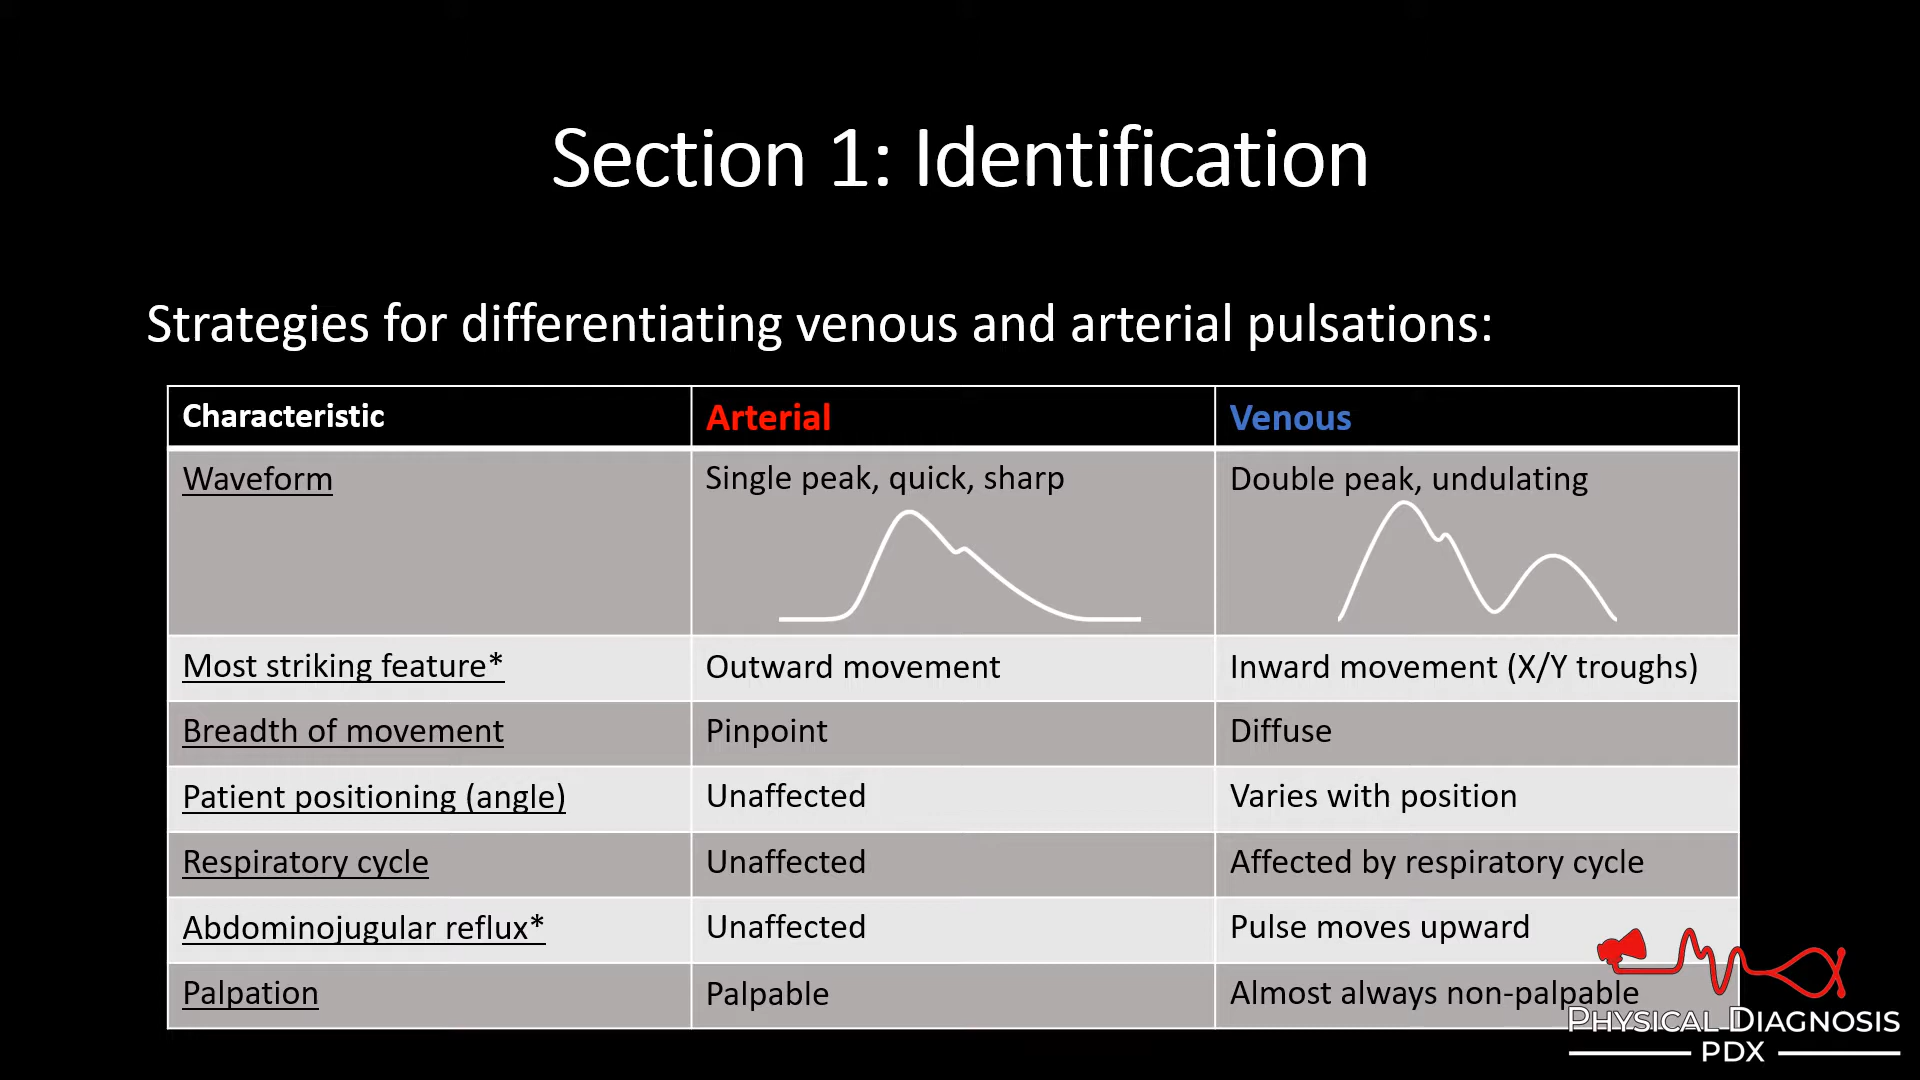 Section 1: Identification
Strategies for differentiating venous and arterial pulsations:
Characteristic Arterial Venous
Waveform Single peak, quick, sharp Double peak, undulating
Most striking feature* Outward movement Inward movement (X/Y troughs)
Breadth of movement Pinpoint Diffuse
Patient positioning (angle) Unaffected Varies with position
Respiratory cycle Unaffected Affected by respiratory cycle
Abdominojugular reflux* Unaffected Pulse moves upward
Palpation Palpable Almost always non-palpable
PHYSICAL DIAGNOSIS
PDX